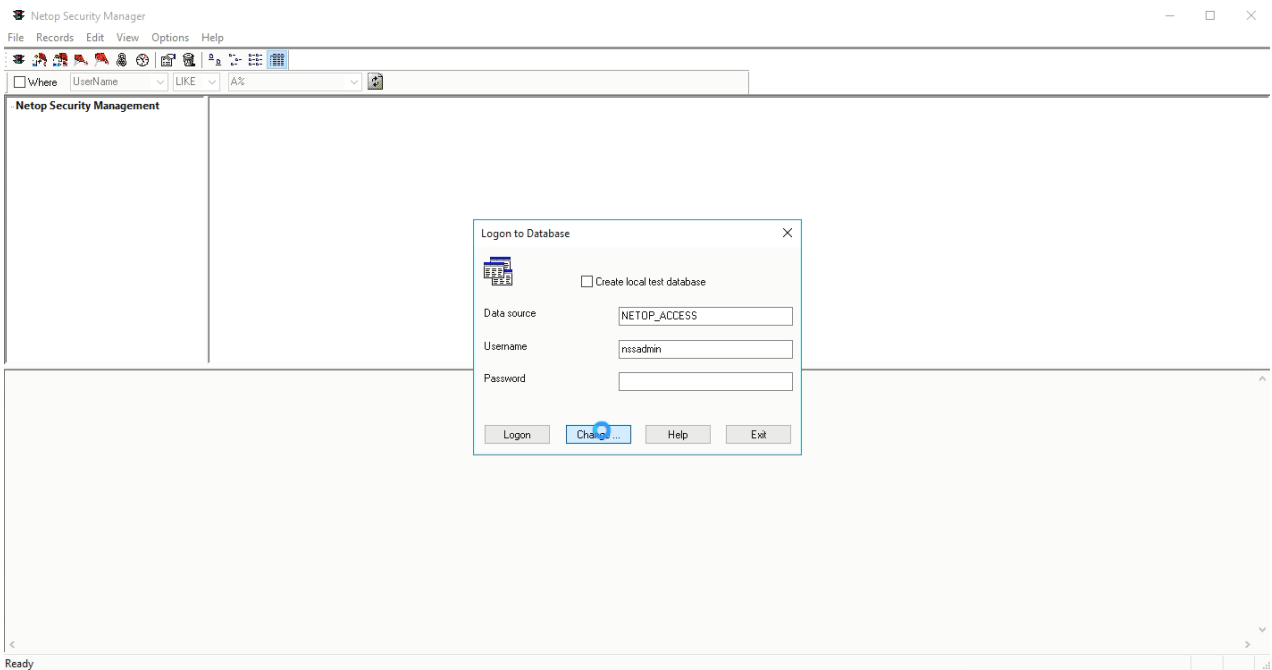 Netop Security Manager
File Records Edit View Options Help
Where UserName LIKE A%
Netop Security Management
Logon to Database
Create local test database
Data source NETOP_ACCESS
Username nssadmin
Password
Logon Change ... Help Exit
Ready